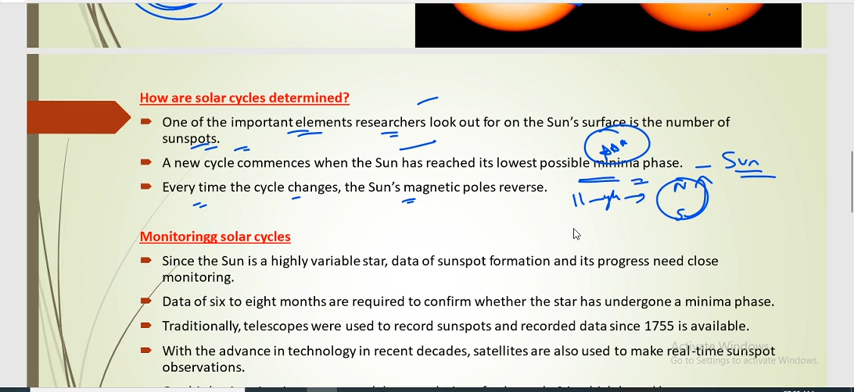 How are solar cycles determined?
One of the important elements researchers look out for on the Sun's surface is the number of
sunspots.
A new cycle commences when the Sun has reached its lowest possible minima phase.
Sun
Every time the cycle changes, the Sun's magnetic poles reverse.
N
S
Monitoringg solar cycles
Since the Sun is a highly variable star, data of sunspot formation and its progress need close
monitoring.
Data of six to eight months are required to confirm whether the star has undergone a minima phase.
Traditionally, telescopes were used to record sunspots and recorded data since 1755 is available.
Activate Windows
With the advance in technology in recent decades, satellites are also used to make real-time sunspot
Go to Settings to activate Windows.
observations.